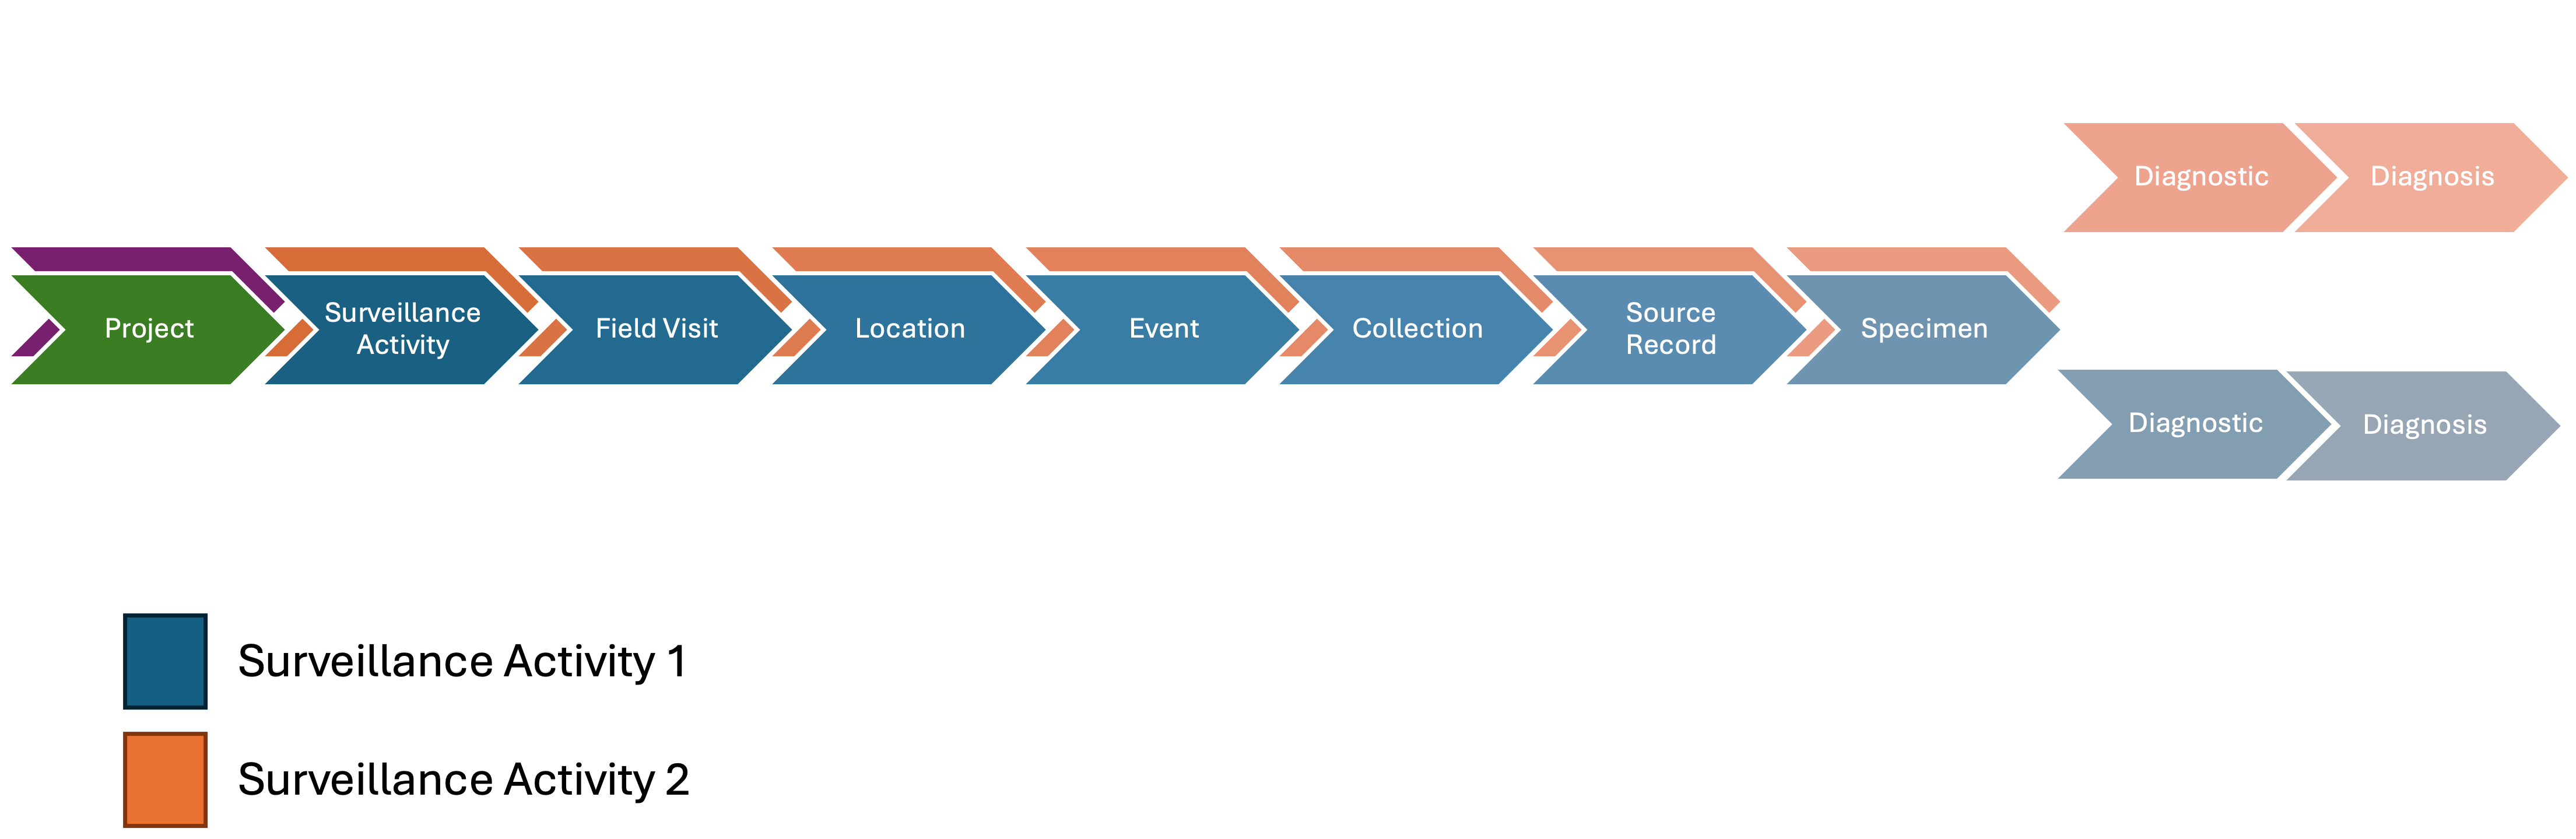 Project
Surveillance
Activity
Field Visit
Location
Event
Collection
Source
Record
Specimen
Diagnostic
Diagnosis
Diagnostic
Diagnosis
Surveillance Activity 1
Surveillance Activity 2